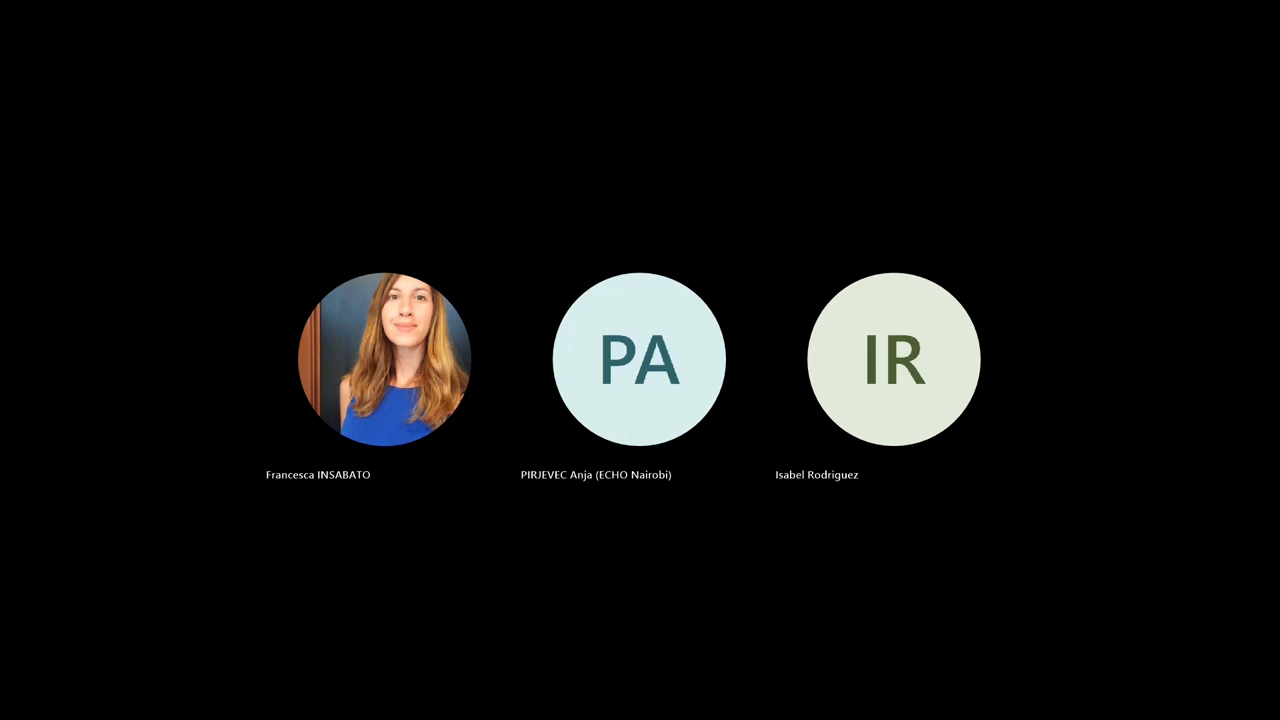 PA
IR
Francesca INSABATO
PIRJEVEC Anja (ECHO Nairobi)
Isabel Rodriguez